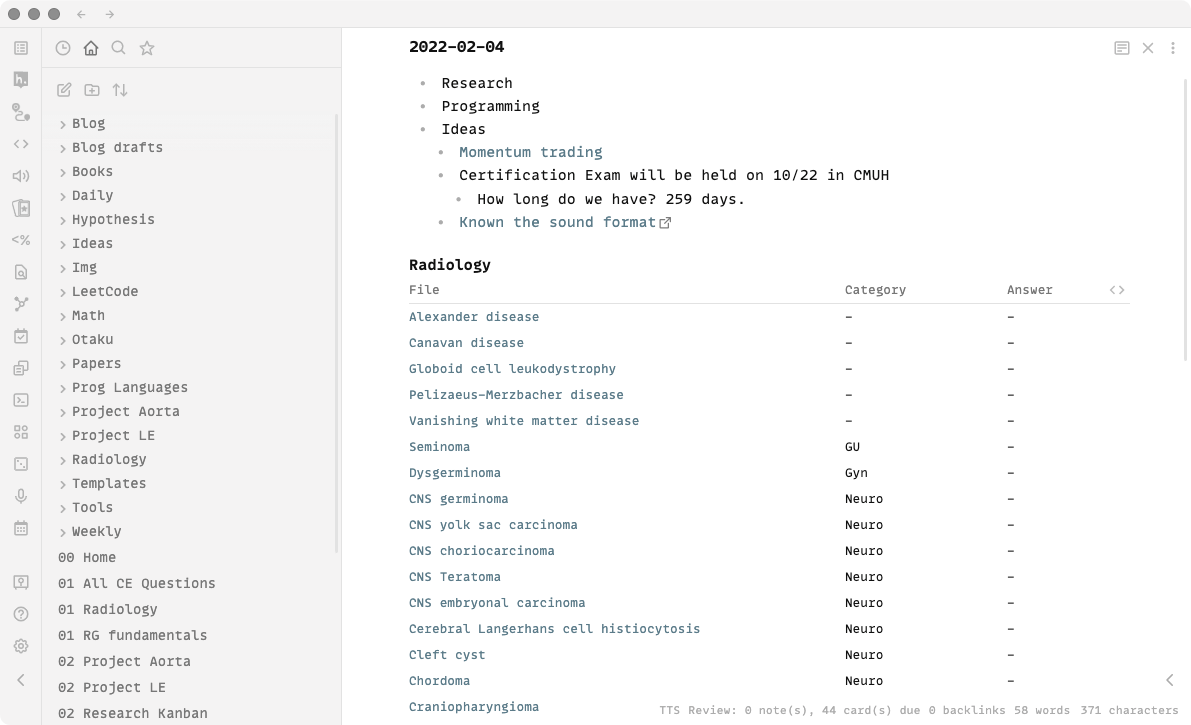 2022-02-04
Research
Programming
Ideas
Momentum trading
Certification Exam will be held on 10/22 in CMUH
How long do we have? 259 days.
Known the sound format
Blog
Blog drafts
Books
Daily
Hypothesis
Ideas
Img
LeetCode
Math
Otaku
Papers
Prog Languages
Project Aorta
Project LE
Radiology
Templates
Tools
Weekly
00 Home
01 All CE Questions
01 Radiology
01 RG fundamentals
02 Project Aorta
02 Project LE
02 Research Kanban
Radiology
File Category Answer
Alexander disease – –
Canavan disease – –
Globoid cell leukodystrophy – –
Pelizaeus-Merzbacher disease – –
Vanishing white matter disease – –
Seminoma GU –
Dysgerminoma Gyn –
CNS germinoma Neuro –
CNS yolk sac carcinoma Neuro –
CNS choriocarcinoma Neuro –
CNS Teratoma Neuro –
CNS embryonal carcinoma Neuro –
Cerebral Langerhans cell histiocytosis Neuro –
Cleft cyst Neuro –
Chordoma Neuro –
Craniopharyngioma
TTS Review: 0 note(s), 44 card(s) due 0 backlinks 58 words 371 characters